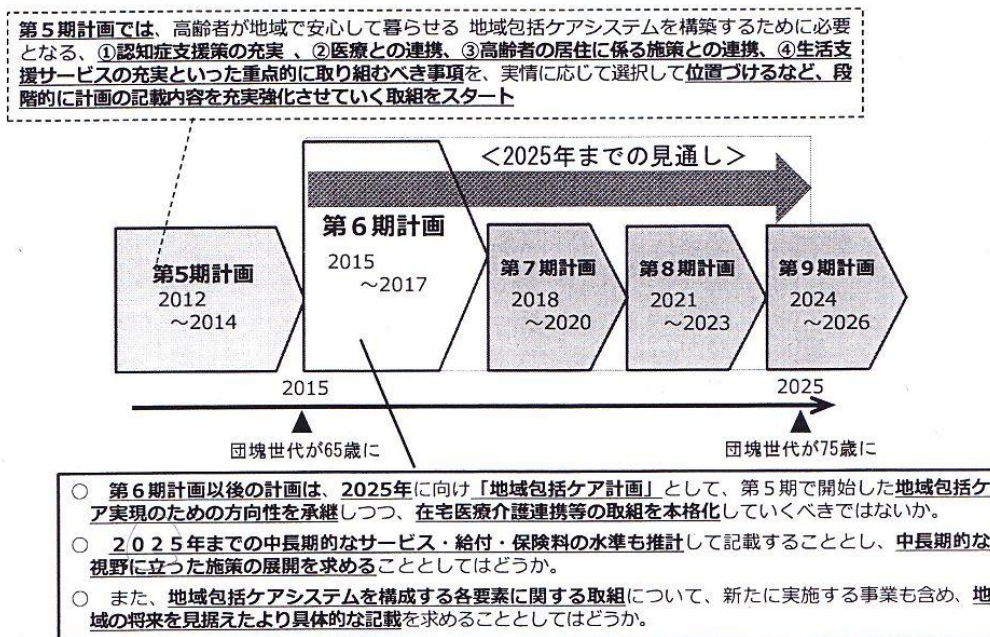 第５期計画では、高齢者が地域で安心して暮らせる 地域包括ケアシステムを構築するために必要
となる、①認知症支援策の充実 、②医療との連携、③高齢者の居住に係る施策との連携、④生活支
援サービスの充実といった重点的に取り組むべき事項を、実情に応じて選択して位置づけるなど、段
階的に計画の記載内容を充実強化させていく取組をスタート
＜2025年までの見通し＞
第5期計画
2012
～2014
第６期計画
2015
～2017
第７期計画
2018
～2020
第８期計画
2021
～2023
第９期計画
2024
～2026
2015
2025
団塊世代が65歳に
団塊世代が75歳に
○ 第６期計画以後の計画は、2025年に向け「地域包括ケア計画」として、第５期で開始した地域包括ケ
ア実現のための方向性を承継しつつ、在宅医療介護連携等の取組を本格化していくべきではないか。
○ ２０２５年までの中長期的なサービス・給付・保険料の水準も推計して記載することとし、中長期的な
視野に立った施策の展開を求めることとしてはどうか。
○ また、地域包括ケアシステムを構成する各要素に関する取組について、新たに実施する事業も含め、地
域の将来を見据えたより具体的な記載を求めることとしてはどうか。